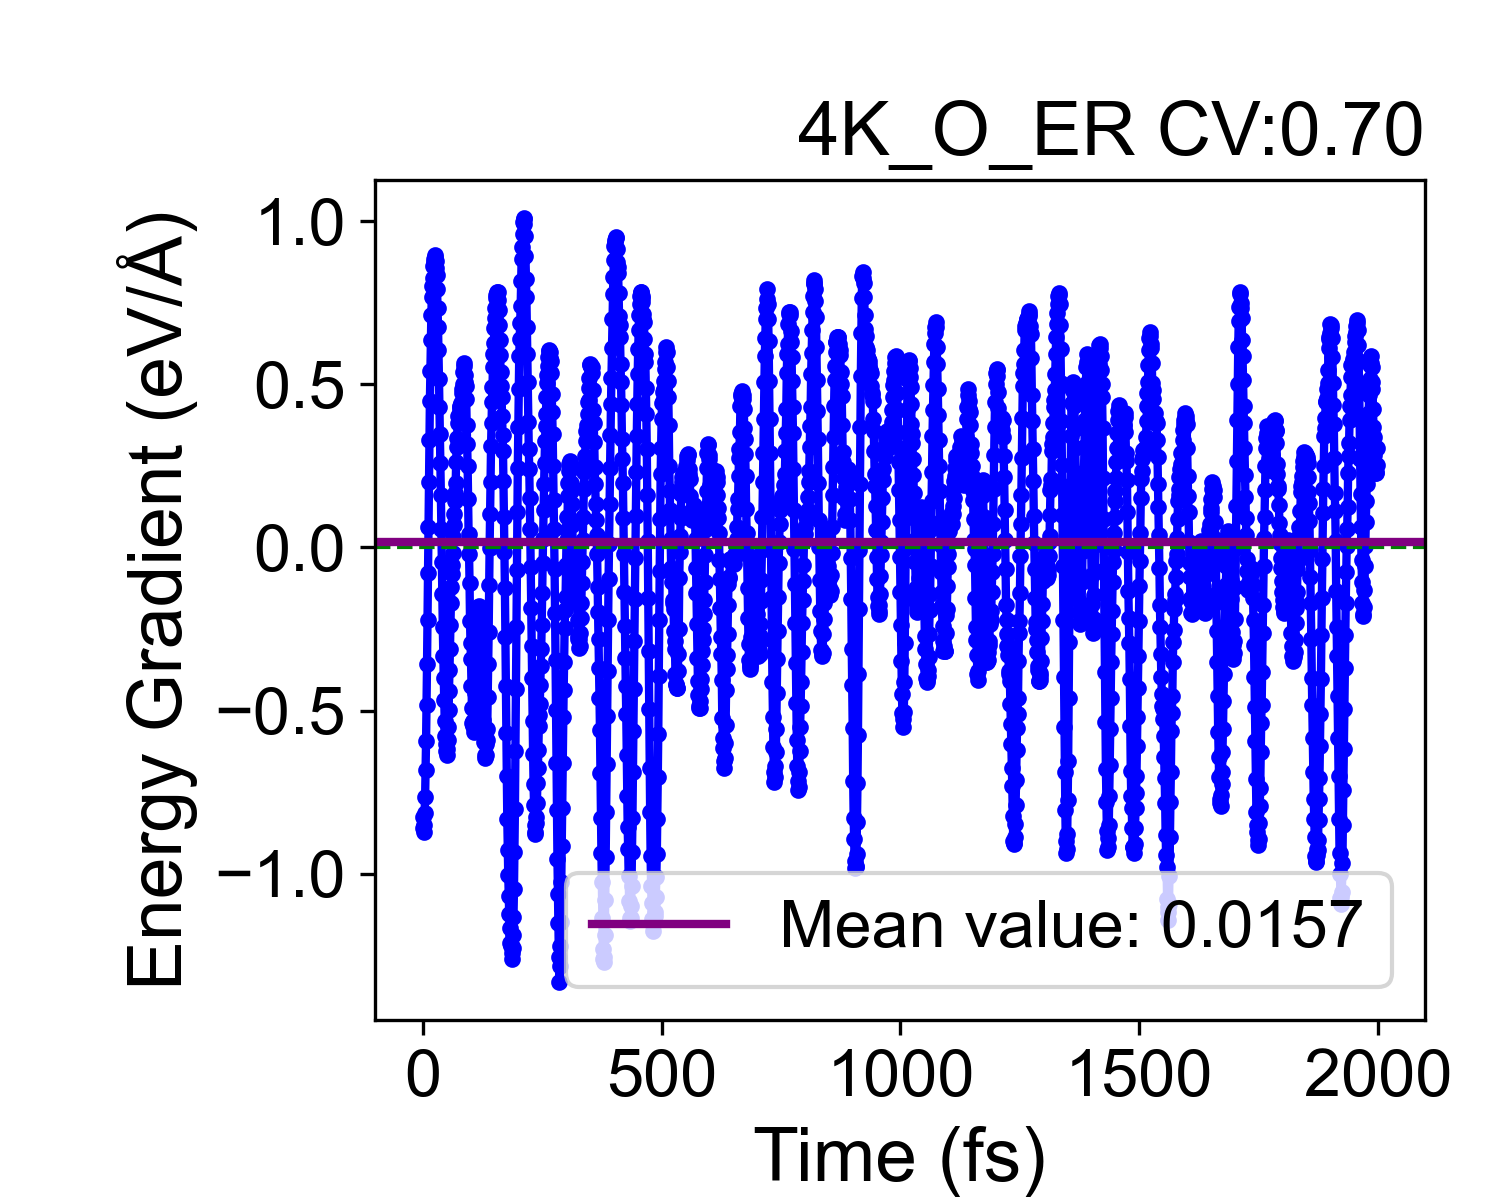 4K_O_ER CV:0.70
Energy Gradient (eV/Å)
1.0
0.5
0.0
−0.5
−1.0
Mean value: 0.0157
0 500 1000 1500 2000
Time (fs)